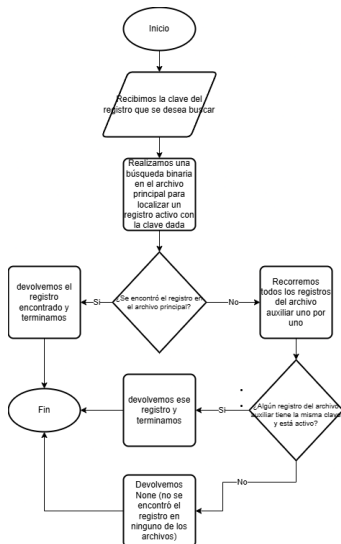 Inicio
Recibimos la clave del
registro que se desea buscar
Realizamos una
búsqueda binaria
en el archivo
principal para
localizar un
registro activo con
la clave dada
¿Se encontró el registro en
el archivo principal?
Si
No
devolvemos el
registro
encontrado y
terminamos
Recorremos
todos los registros
del archivo
auxiliar uno por
uno
¿Algún registro del archivo
auxiliar tiene la misma clave
y está activo?
Si
No
devolvemos ese
registro y
terminamos
Fin
Devolvemos
None (no se
encontró el
registro en
ninguno de los
archivos)